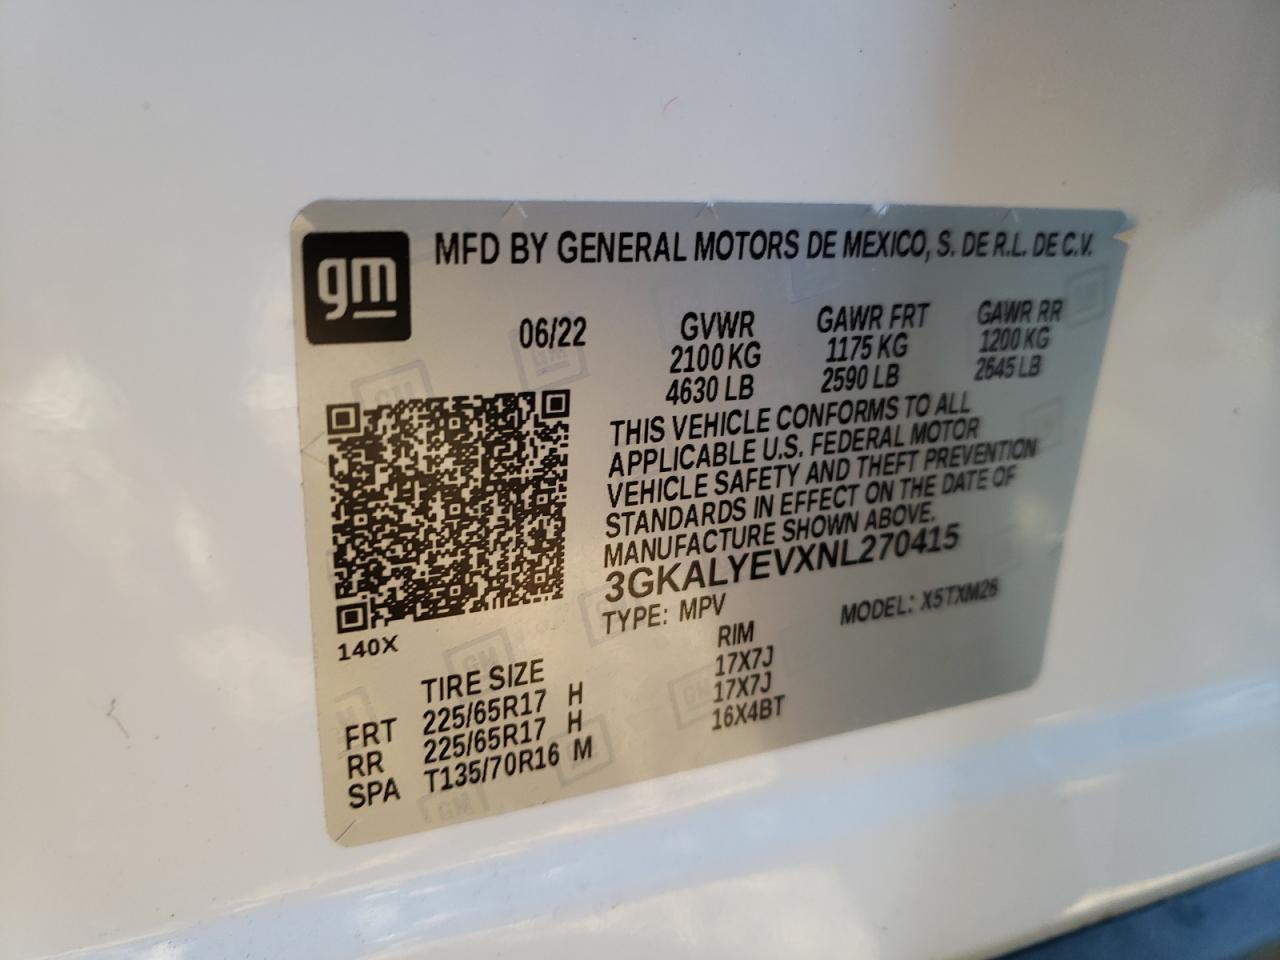 gm
MFD BY GENERAL MOTORS DE MEXICO, S. DE R.L. DE C.V.
06/22 GVWR GAWR FRT GAWR RR
2100 KG 1175 KG 1200 KG
4630 LB 2590 LB 2645 LB
THIS VEHICLE CONFORMS TO ALL
APPLICABLE U.S. FEDERAL MOTOR
VEHICLE SAFETY AND THEFT PREVENTION
STANDARDS IN EFFECT ON THE DATE OF
MANUFACTURE SHOWN ABOVE.
3GKALYEVXNL270415
TYPE: MPV MODEL: X5TXM26
140X
TIRE SIZE RIM
FRT 225/65R17 H 17X7J
RR 225/65R17 H 17X7J
SPA T135/70R16 M 16X4BT